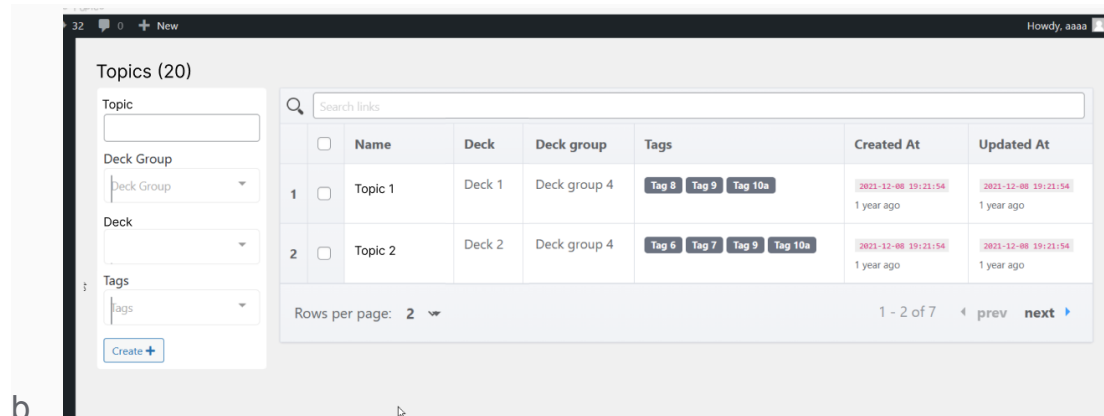 32 0 + New Howdy, aaaa
Topics (20)
Topic
Deck Group
Deck Group
Deck
Tags
Tags
Create +
Search links
Name Deck Deck group Tags Created At Updated At
1 Topic 1 Deck 1 Deck group 4 Tag 8 Tag 9 Tag 10a 2021-12-08 19:21:54 2021-12-08 19:21:54
1 year ago 1 year ago
2 Topic 2 Deck 2 Deck group 4 Tag 6 Tag 7 Tag 9 Tag 10a 2021-12-08 19:21:54 2021-12-08 19:21:54
1 year ago 1 year ago
Rows per page: 2 1 - 2 of 7 prev next
b